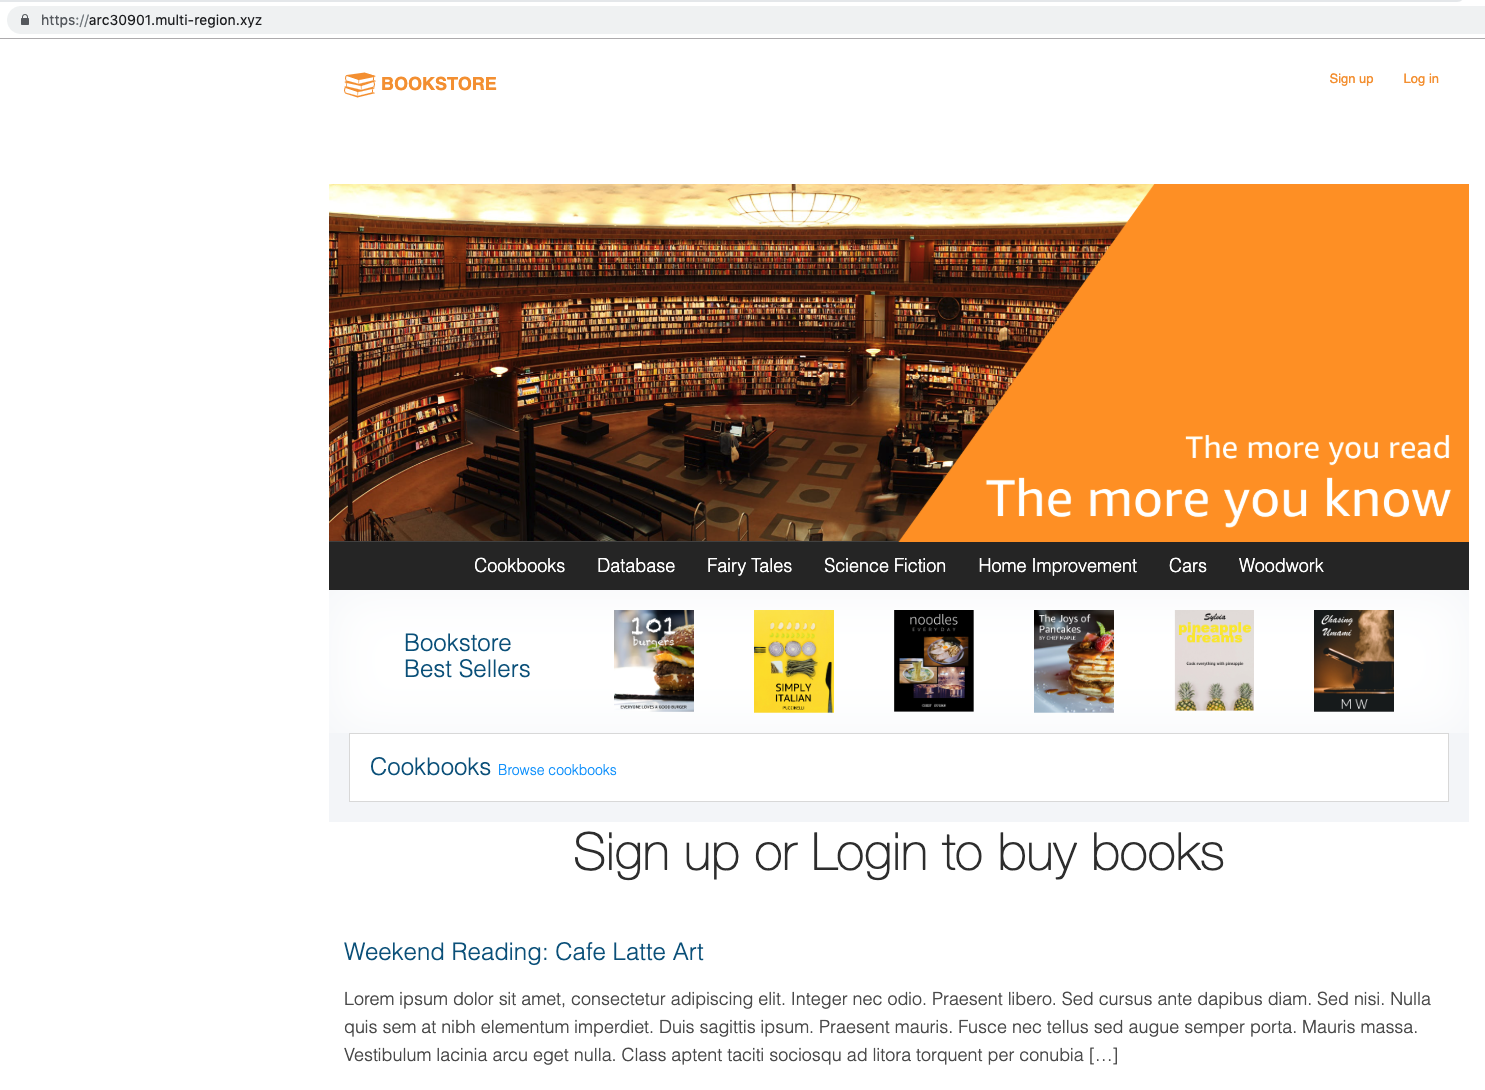 https://arc30901.multi-region.xyz
BOOKSTORE
Sign up Log in
The more you read
The more you know
Cookbooks Database Fairy Tales Science Fiction Home Improvement Cars Woodwork
Bookstore
Best Sellers
101
burgers
EVERYONE LOVES A GOOD BURGER
SIMPLY
ITALIAN
noodles
EVERYDAY
The Joys of
Pancakes
BY CHEF MAPLE
Sylvia
pineapple
dreams
Cook everything with pineapple
Chasing
Umami
M W
Cookbooks Browse cookbooks
Sign up or Login to buy books
Weekend Reading: Cafe Latte Art
Lorem ipsum dolor sit amet, consectetur adipiscing elit. Integer nec odio. Praesent libero. Sed cursus ante dapibus diam. Sed nisi. Nulla
quis sem at nibh elementum imperdiet. Duis sagittis ipsum. Praesent mauris. Fusce nec tellus sed augue semper porta. Mauris massa.
Vestibulum lacinia arcu eget nulla. Class aptent taciti sociosqu ad litora torquent per conubia […]